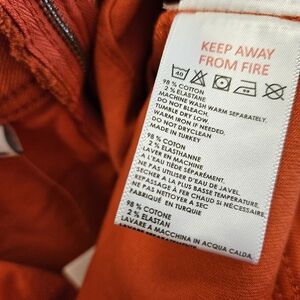 KEEP AWAY
FROM FIRE
40
98 % COTTON
2 % ELASTANE
MACHINE WASH WARM SEPARATELY.
DO NOT BLEACH.
TUMBLE DRY LOW.
WARM IRON IF NEEDED.
DO NOT DRYCLEAN
MADE IN TURKEY
98 % COTON
2 % ELASTHANNE
LAVER EN MACHINE
A L'EAU TIÈDE SÉPARÉMENT.
NE PAS UTILISER D'EAU DE JAVEL.
SÉCHER A LA PLUS BASSE TEMPERATURE.
REPASSAGE À FER CHAUD SI NÉCESSAIRE.
NE PAS NETTOYER A SEC
FABRIQUÉ EN TURQUIE
98 % COTONE
2 % ELASTAN
LAVARE A MACCHINA IN ACQUA CALDA